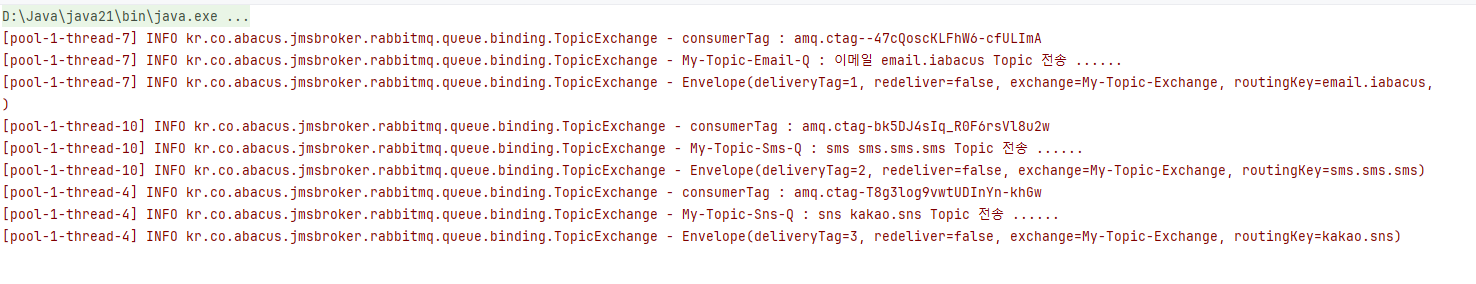 D:\Java\java21\bin\java.exe ...
[pool-1-thread-7] INFO kr.co.abacus.jmsbroker.rabbitmq.queue.binding.TopicExchange - consumerTag : amq.ctag--47cQoscKLFhW6-cfULImA
[pool-1-thread-7] INFO kr.co.abacus.jmsbroker.rabbitmq.queue.binding.TopicExchange - My-Topic-Email-Q : 이메일 email.iabacus Topic 전송 ......
[pool-1-thread-7] INFO kr.co.abacus.jmsbroker.rabbitmq.queue.binding.TopicExchange - Envelope(deliveryTag=1, redeliver=false, exchange=My-Topic-Exchange, routingKey=email.iabacus,
)
[pool-1-thread-10] INFO kr.co.abacus.jmsbroker.rabbitmq.queue.binding.TopicExchange - consumerTag : amq.ctag-bk5DJ4sIq_R0F6rsVl8u2w
[pool-1-thread-10] INFO kr.co.abacus.jmsbroker.rabbitmq.queue.binding.TopicExchange - My-Topic-Sms-Q : sms sms.sms.sms Topic 전송 ......
[pool-1-thread-10] INFO kr.co.abacus.jmsbroker.rabbitmq.queue.binding.TopicExchange - Envelope(deliveryTag=2, redeliver=false, exchange=My-Topic-Exchange, routingKey=sms.sms.sms)
[pool-1-thread-4] INFO kr.co.abacus.jmsbroker.rabbitmq.queue.binding.TopicExchange - consumerTag : amq.ctag-T8g3log9vwtUDInYn-khGw
[pool-1-thread-4] INFO kr.co.abacus.jmsbroker.rabbitmq.queue.binding.TopicExchange - My-Topic-Sns-Q : sns kakao.sns Topic 전송 ......
[pool-1-thread-4] INFO kr.co.abacus.jmsbroker.rabbitmq.queue.binding.TopicExchange - Envelope(deliveryTag=3, redeliver=false, exchange=My-Topic-Exchange, routingKey=kakao.sns)